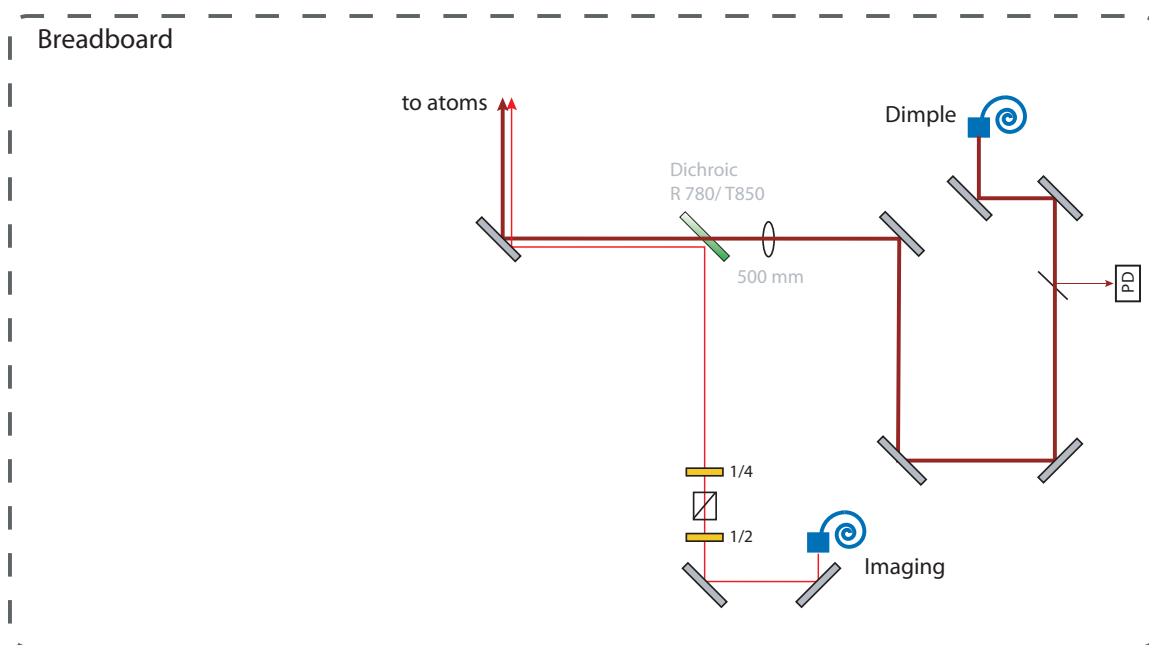 Breadboard
to atoms
Dimple
Dichroic
R 780/ T850
500 mm
PD
1/4
1/2
Imaging